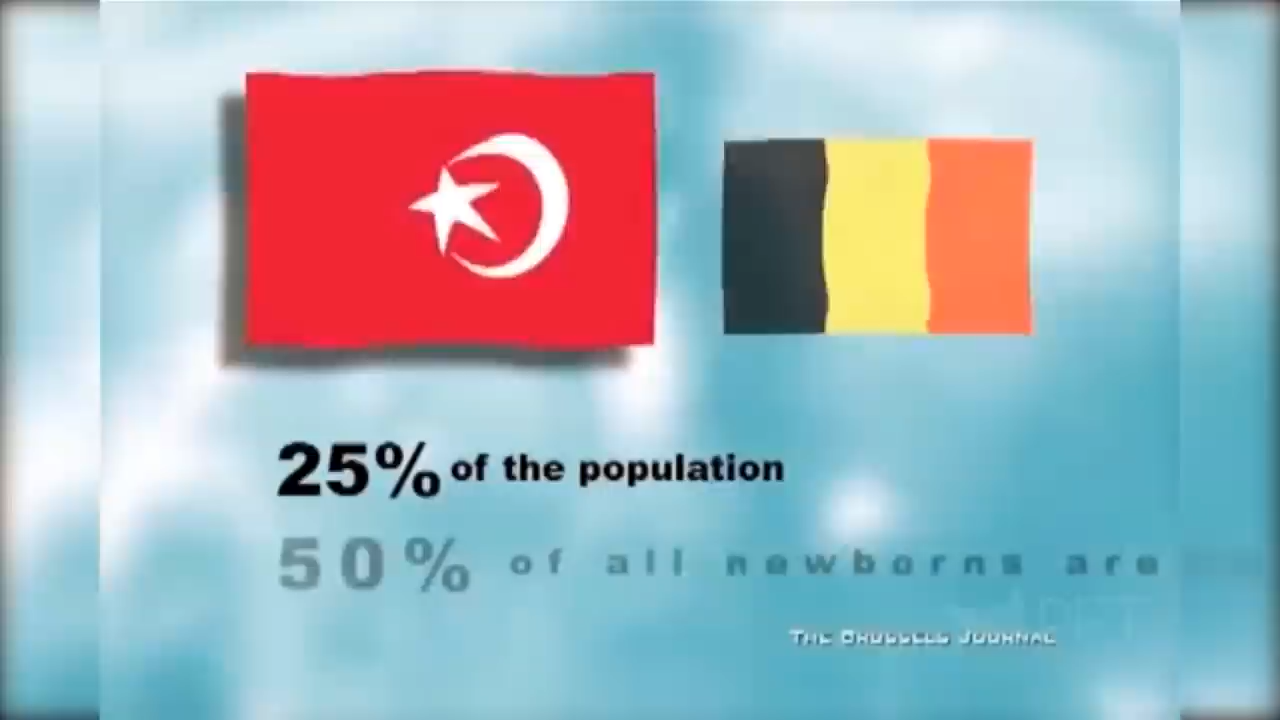 25% of the population
50% of all newborns are
THE BRUSSELS JOURNAL